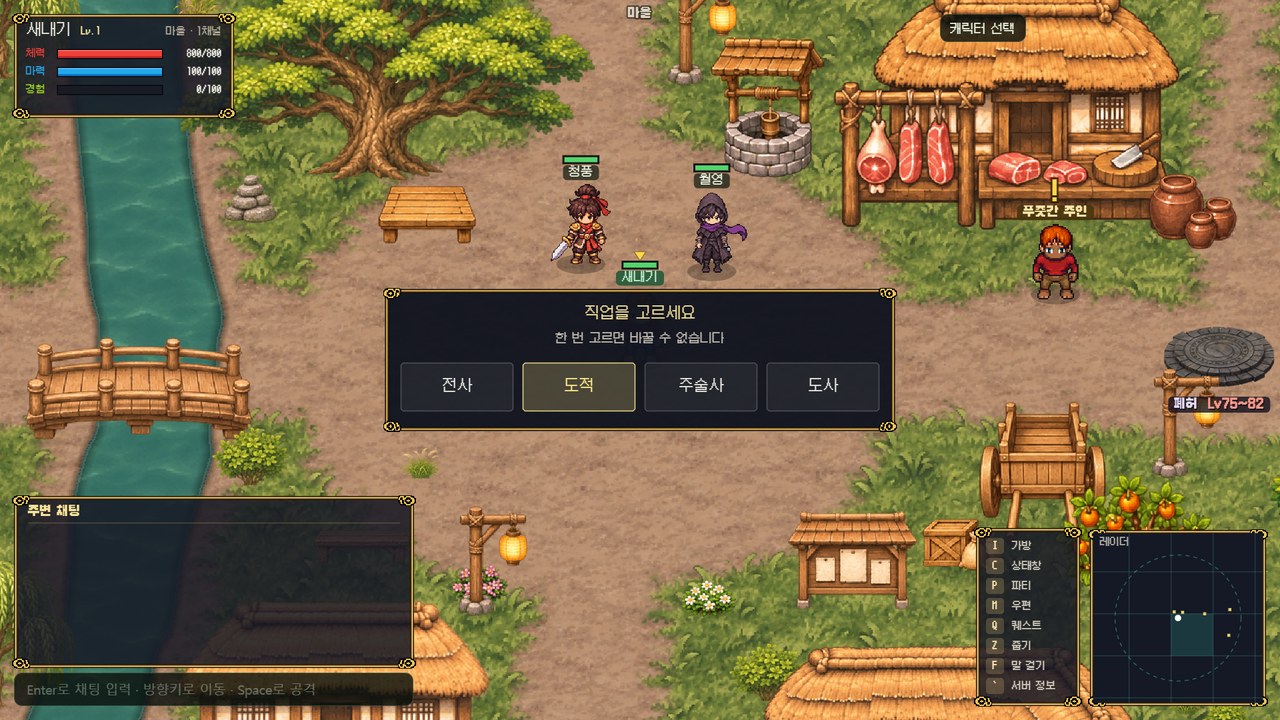 새내기 Lv.1 마을 · 1채널
체력 800/800
마력 100/100
경험 0/100
마을
캐릭터 선택
청풍
월영
새내기
푸줏간 주인
직업을 고르세요
한 번 고르면 바꿀 수 없습니다
전사 도적 주술사 도사
폐허 Lv75~82
주변 채팅
Enter로 채팅 입력 · 방향키로 이동 · Space로 공격
I 가방
C 상태창
P 파티
M 우편
Q 퀘스트
Z 줍기
F 말 걸기
` 서버 정보
레이더